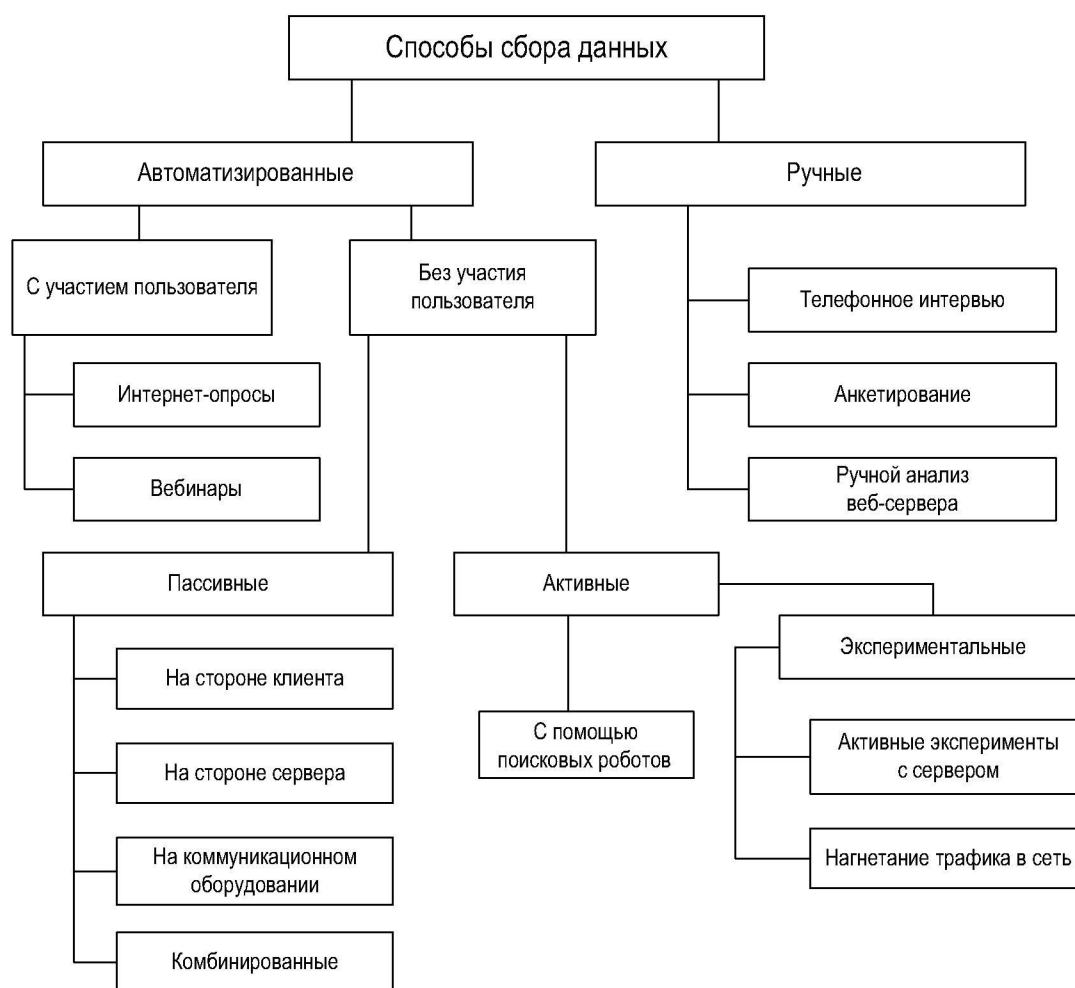 Способы сбора данных
Автоматизированные
Ручные
С участием пользователя
Без участия
пользователя
Телефонное интервью
Интернет-опросы
Анкетирование
Вебинары
Ручной анализ
веб-сервера
Пассивные
Активные
Экспериментальные
На стороне клиента
С помощью
поисковых роботов
Активные эксперименты
с сервером
На стороне сервера
Нагнетание трафика в сеть
На коммуникационном
оборудовании
Комбинированные